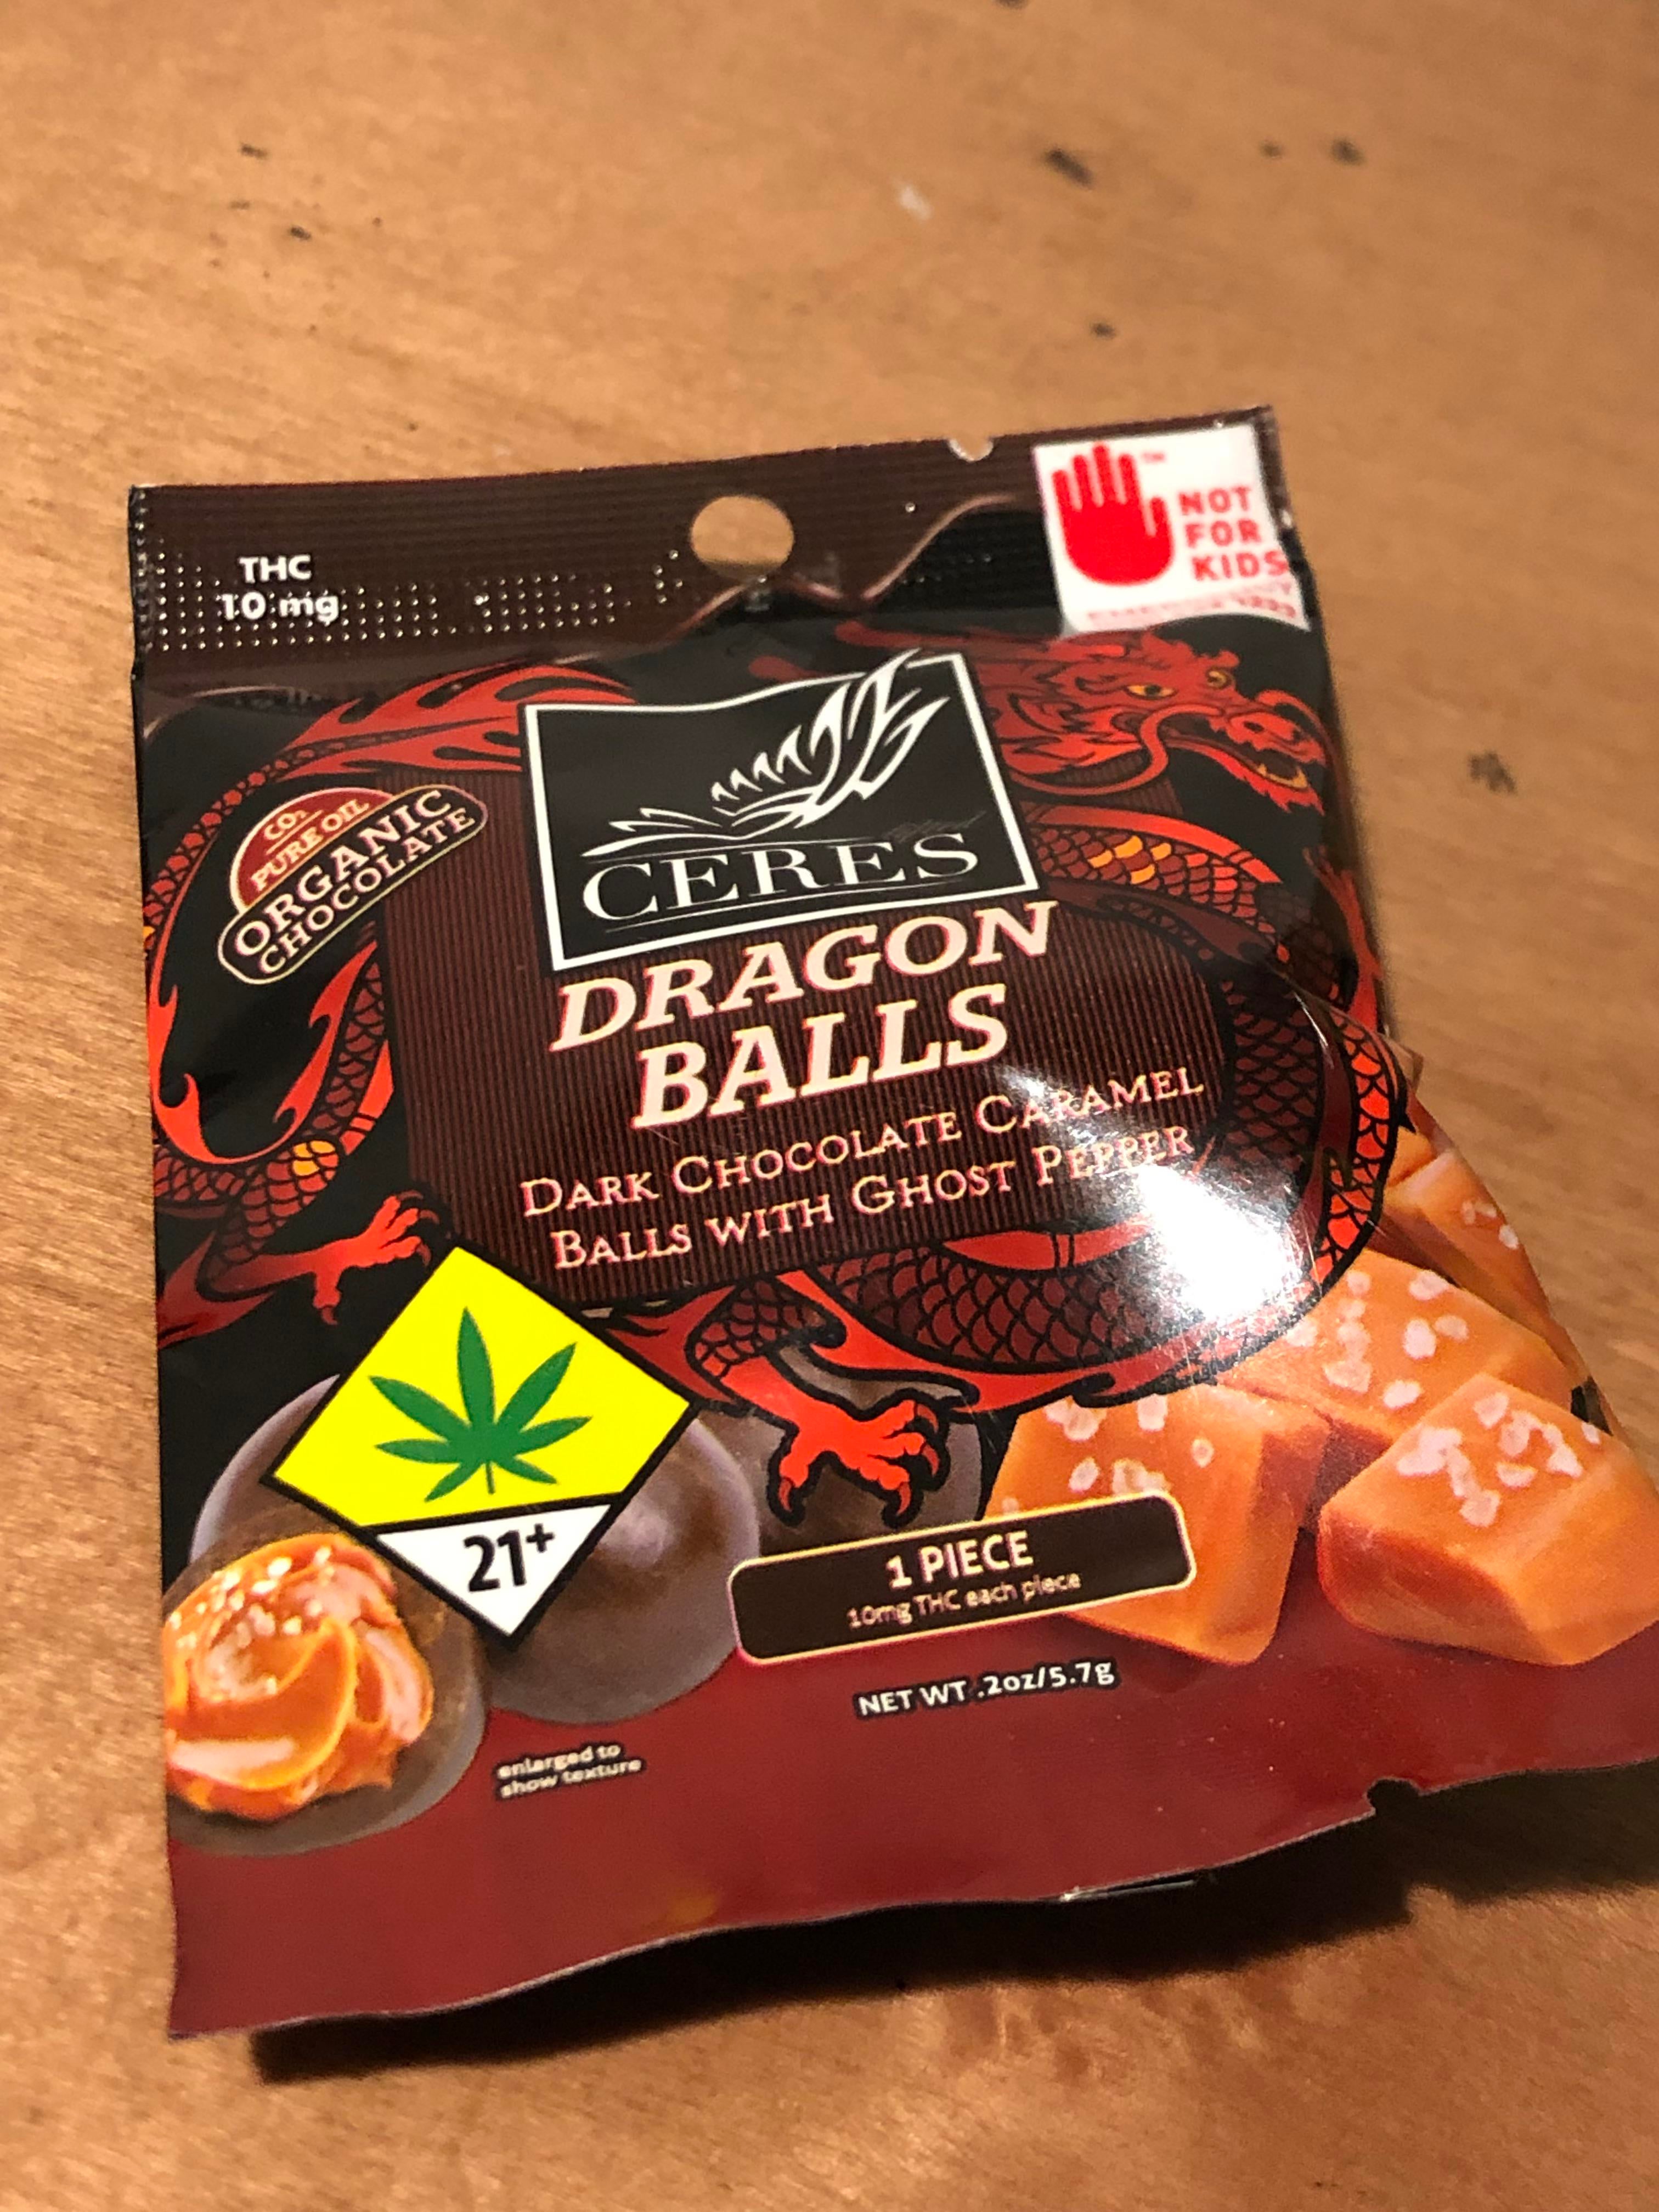 THC
10 mg
NOT
FOR
KIDS
CO₂
PURE OIL
ORGANIC
CHOCOLATE
CERES
DRAGON
BALLS
DARK CHOCOLATE CARAMEL
BALLS WITH GHOST PEPPER
21+
1 PIECE
10mg THC each piece
NET WT .2oz/5.7g
enlarged to
show texture